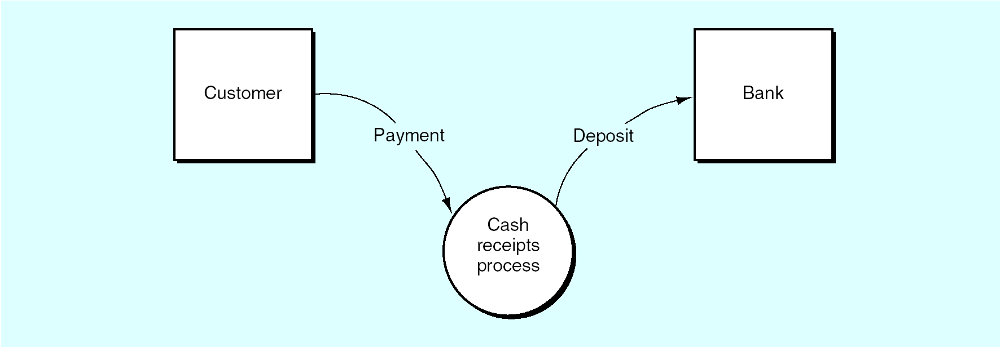 Customer
Bank
Payment
Deposit
Cash
receipts
process